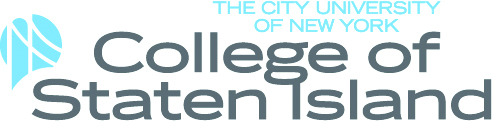 THE CITY UNIVERSITY
OF NEW YORK
College of
Staten Island